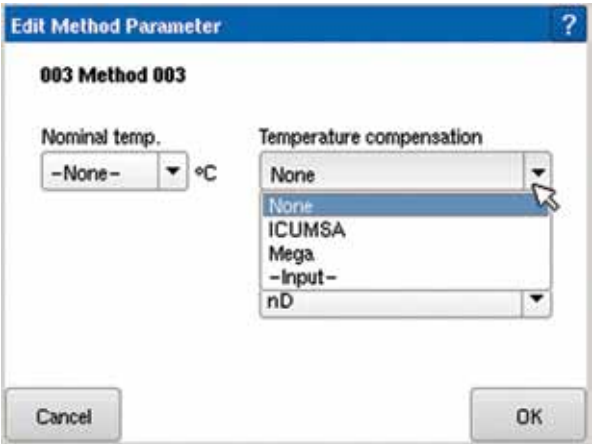 Edit Method Parameter ?
003 Method 003
Nominal temp.
-None- °C
Temperature compensation
None
None
ICUMSA
Mega
-Input-
nD
Cancel
OK